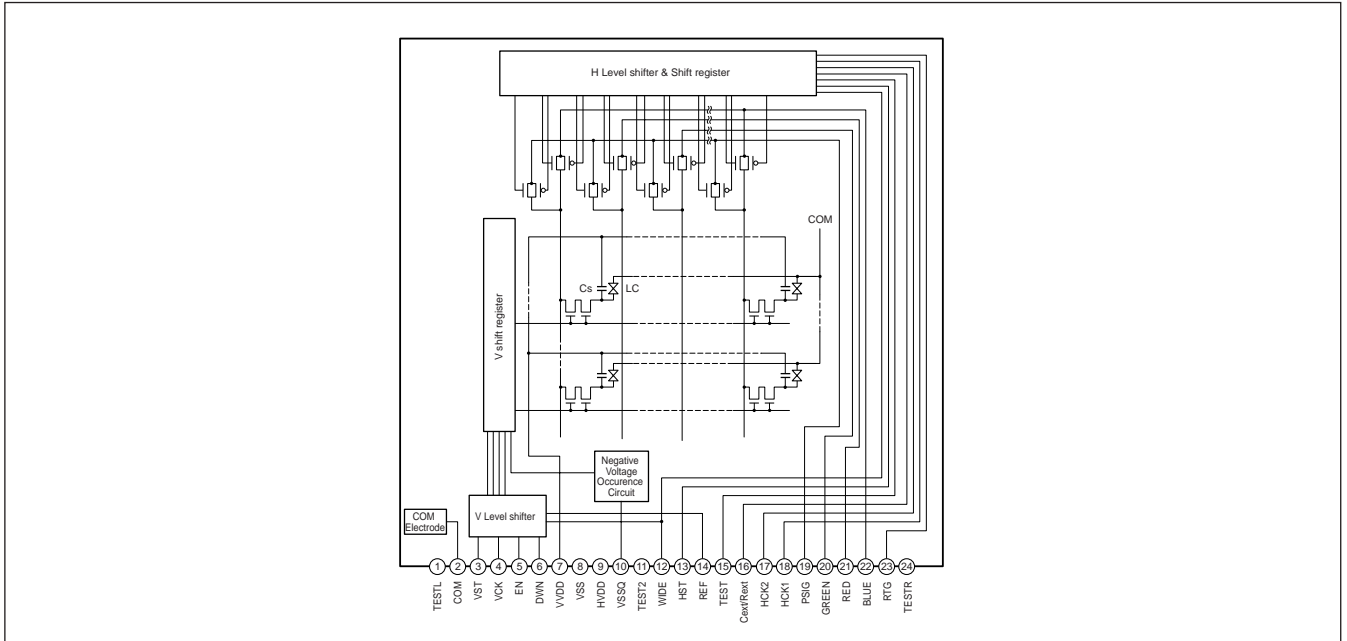 H Level shifter & Shift register
COM
Cs
LC
V shift register
Negative
Voltage
Occurence
Circuit
COM
Electrode
V Level shifter
1
2
3
4
5
6
7
8
9
10
11
12
13
14
15
16
17
18
19
20
21
22
23
24
TESTL
COM
VST
VCK
EN
DWN
VVDD
VSS
HVDD
VSSQ
TEST2
WIDE
HST
REF
TEST
Cext/Rext
HCK2
HCK1
PSIG
GREEN
RED
BLUE
RTG
TESTR